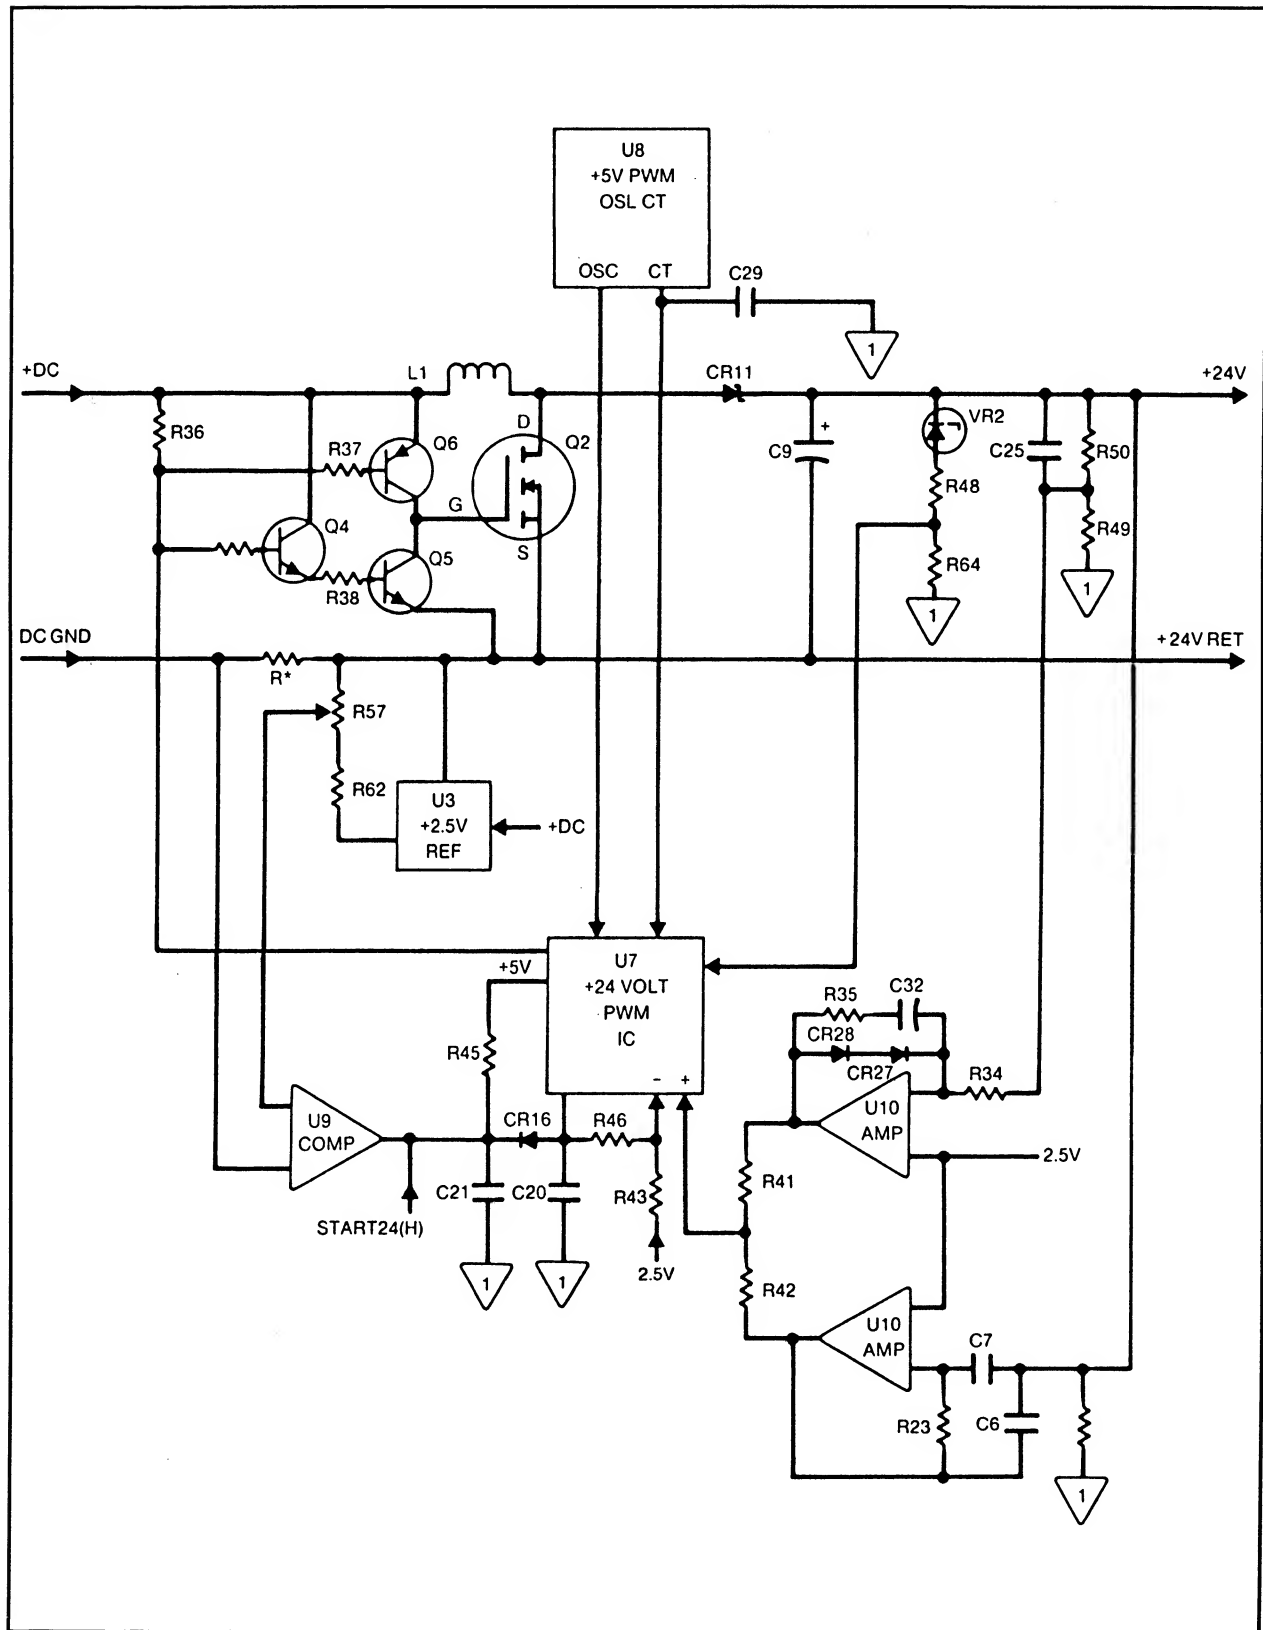 U8
+5V PWM
OSL CT
OSC CT
C29
1
+DC
L1
CR11
+24V
R36
R37
Q6
D
Q2
+
C9
VR2
C25
R50
R48
G
Q4
Q5
S
R49
R38
R64
1
1
DC GND
+24V RET
R*
R57
R62
U3
+2.5V
REF
+DC
+5V
U7
+24 VOLT
PWM
IC
- +
R35
C32
CR28
CR27
R45
R34
U9
COMP
CR16
R46
U10
AMP
2.5V
C21
C20
R43
R41
START24(H)
1
1
2.5V
R42
U10
AMP
C7
R23
C6
1